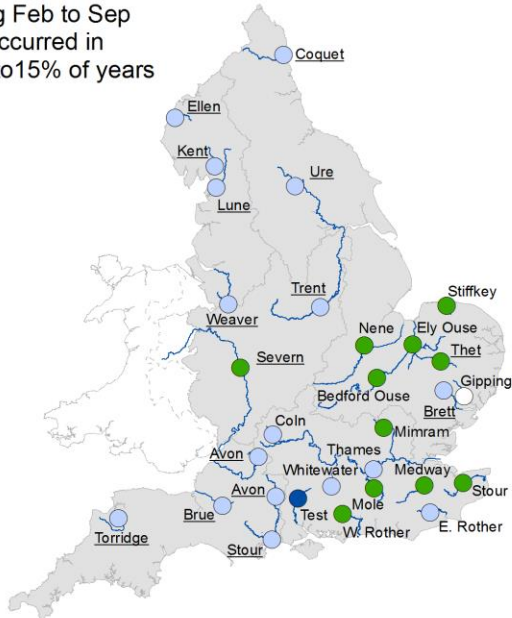 g Feb to Sep
ccurred in
to15% of years
Coquet
Ellen
Kent
Ure
Lune
Trent
Weaver
Stiffkey
Nene
Ely Ouse
Severn
Thet
Gipping
Bedford Ouse
Brett
Coln
Mimram
Avon
Thames
Whitewater
Medway
Avon
Stour
Brue
Test
Mole
Torridge
W. Rother
E. Rother
Stour